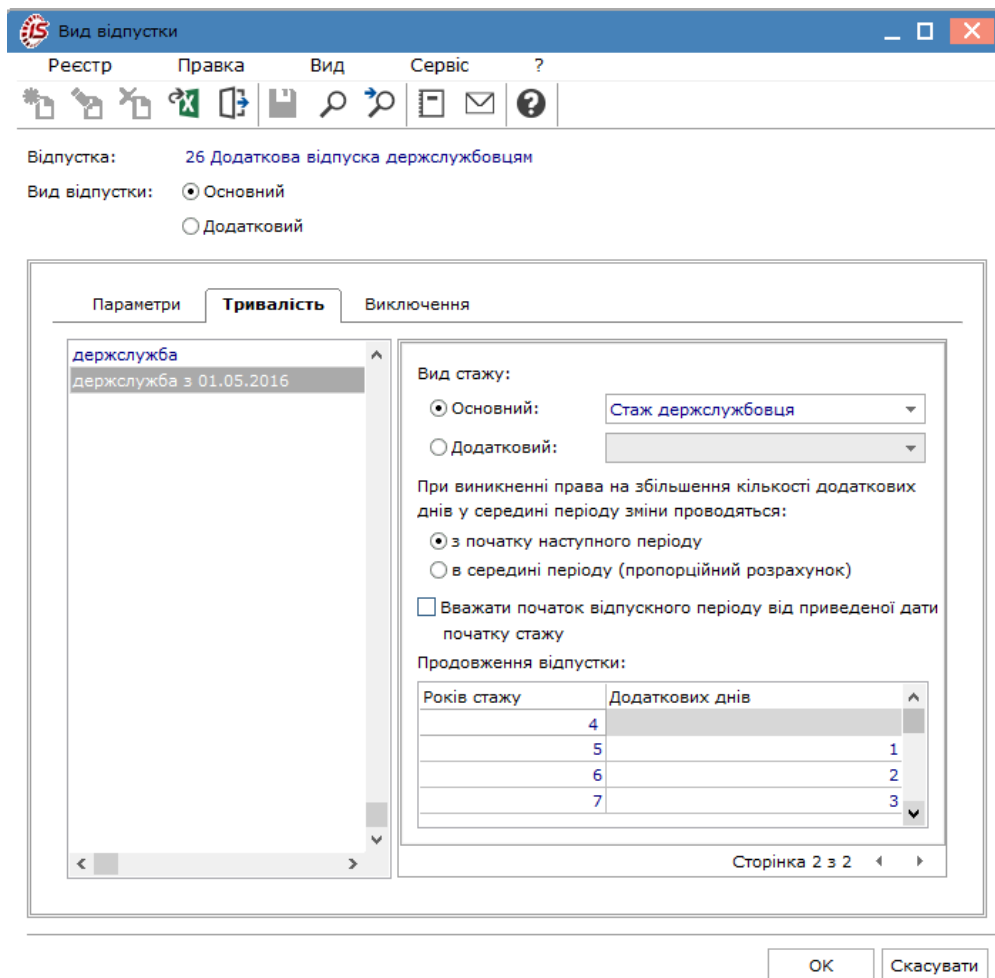 Вид відпустки
Реєстр Правка Вид Сервіс ?
Відпустка: 26 Додаткова відпуска держслужбовцям
Вид відпустки: Основний
Додатковий
Параметри Тривалість Виключення
держслужба
держслужба з 01.05.2016
Вид стажу:
Основний: Стаж держслужбовця
Додатковий:
При виникненні права на збільшення кількості додаткових
днів у середині періоду зміни проводяться:
з початку наступного періоду
в середині періоду (пропорційний розрахунок)
Вважати початок відпускного періоду від приведеної дати
початку стажу
Продовження відпустки:
Років стажу Додаткових днів
4
5 1
6 2
7 3
Сторінка 2 з 2
OK Скасувати